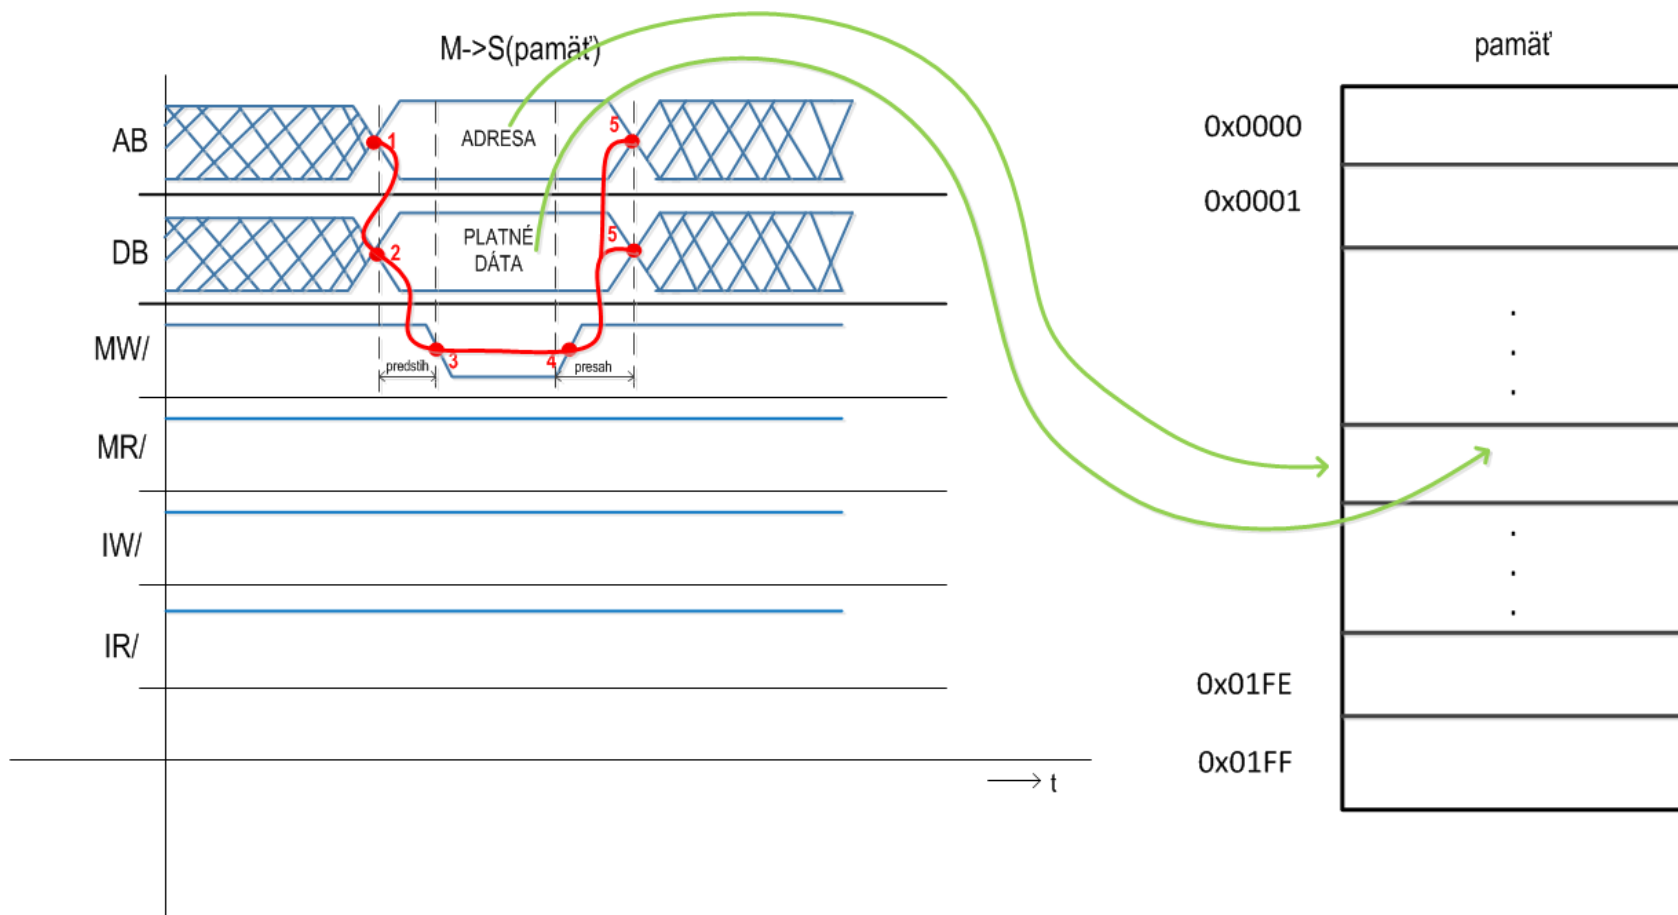 M->S(pamäť)
pamäť
AB
1
ADRESA
5
0x0000
0x0001
DB
2
PLATNÉ
DÁTA
5
.
.
.
MW/
3
4
predstih
presah
MR/
IW/
.
.
.
IR/
0x01FE
0x01FF
t